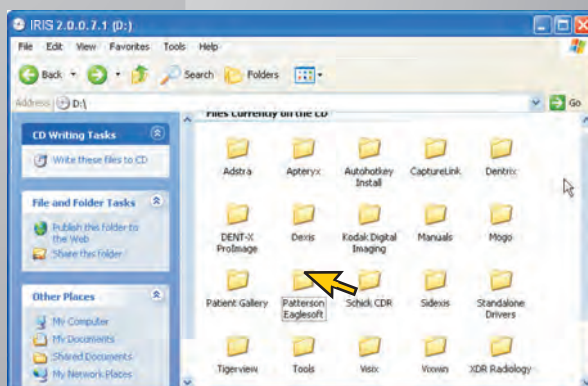 IRIS 2.0.0.7.1 (D:)
File Edit View Favorites Tools Help
Back Search Folders
Address D:\ Go
Files Currently on the CD
CD Writing Tasks
Write these files to CD
File and Folder Tasks
Publish this folder to
the Web
Share this folder
Other Places
My Computer
My Documents
Shared Documents
My Network Places
Adstra Apteryx Autohotkey Install CaptureLink Dentrix
DENT-X ProImage Dexis Kodak Digital Imaging Manuals Mogo
Patient Gallery Patterson Eaglesoft Schick CDR Sidexis Standalone Drivers
Tigerview Tools Visix Vixwin XDR Radiology